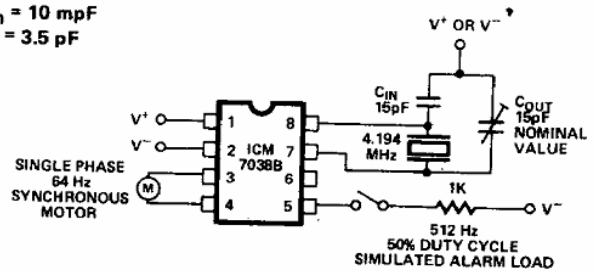 = 10 mpF
= 3.5 pF
V+ OR V- *
CIN
15pF
COUT
15pF
NOMINAL
VALUE
4.194
MHz
V+
V-
1
2
3
4
8
7
6
5
ICM
7038B
SINGLE PHASE
64 Hz
SYNCHRONOUS
MOTOR
M
1K
V-
512 Hz
50% DUTY CYCLE
SIMULATED ALARM LOAD